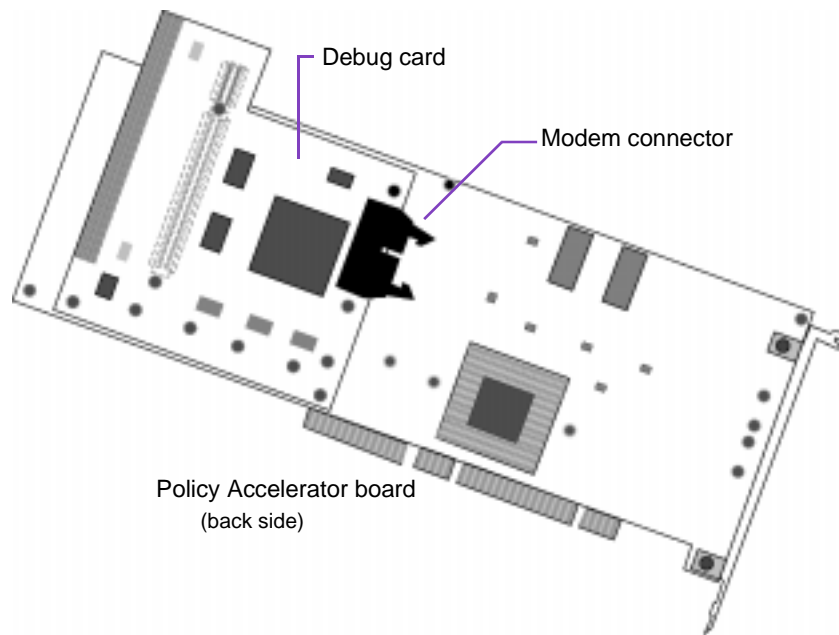 Debug card
Modem connector
Policy Accelerator board
(back side)